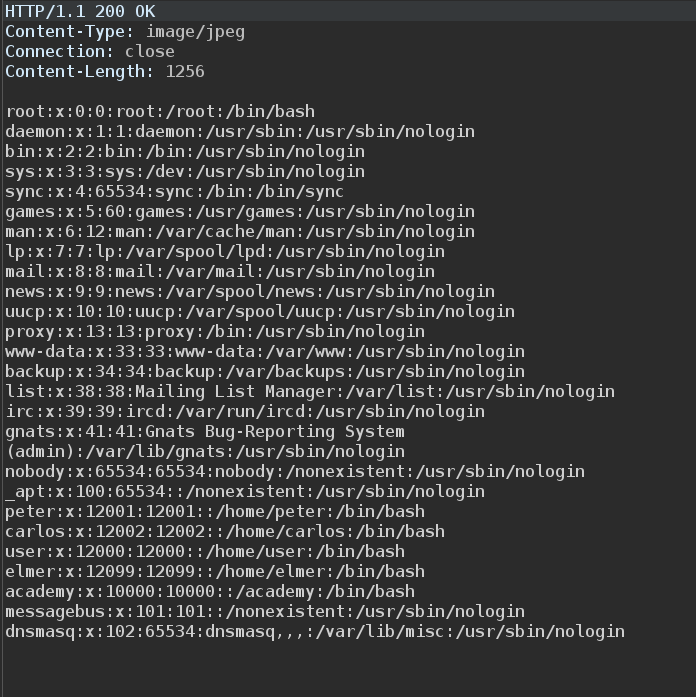 HTTP/1.1 200 OK
Content-Type: image/jpeg
Connection: close
Content-Length: 1256
root:x:0:0:root:/root:/bin/bash
daemon:x:1:1:daemon:/usr/sbin:/usr/sbin/nologin
bin:x:2:2:bin:/bin:/usr/sbin/nologin
sys:x:3:3:sys:/dev:/usr/sbin/nologin
sync:x:4:65534:sync:/bin:/bin/sync
games:x:5:60:games:/usr/games:/usr/sbin/nologin
man:x:6:12:man:/var/cache/man:/usr/sbin/nologin
lp:x:7:7:lp:/var/spool/lpd:/usr/sbin/nologin
mail:x:8:8:mail:/var/mail:/usr/sbin/nologin
news:x:9:9:news:/var/spool/news:/usr/sbin/nologin
uucp:x:10:10:uucp:/var/spool/uucp:/usr/sbin/nologin
proxy:x:13:13:proxy:/bin:/usr/sbin/nologin
www-data:x:33:33:www-data:/var/www:/usr/sbin/nologin
backup:x:34:34:backup:/var/backups:/usr/sbin/nologin
list:x:38:38:Mailing List Manager:/var/list:/usr/sbin/nologin
irc:x:39:39:ircd:/var/run/ircd:/usr/sbin/nologin
gnats:x:41:41:Gnats Bug-Reporting System
(admin):/var/lib/gnats:/usr/sbin/nologin
nobody:x:65534:65534:nobody:/nonexistent:/usr/sbin/nologin
_apt:x:100:65534::/nonexistent:/usr/sbin/nologin
peter:x:12001:12001::/home/peter:/bin/bash
carlos:x:12002:12002::/home/carlos:/bin/bash
user:x:12000:12000::/home/user:/bin/bash
elmer:x:12099:12099::/home/elmer:/bin/bash
academy:x:10000:10000::/academy:/bin/bash
messagebus:x:101:101::/nonexistent:/usr/sbin/nologin
dnsmasq:x:102:65534:dnsmasq,,,:/var/lib/misc:/usr/sbin/nologin